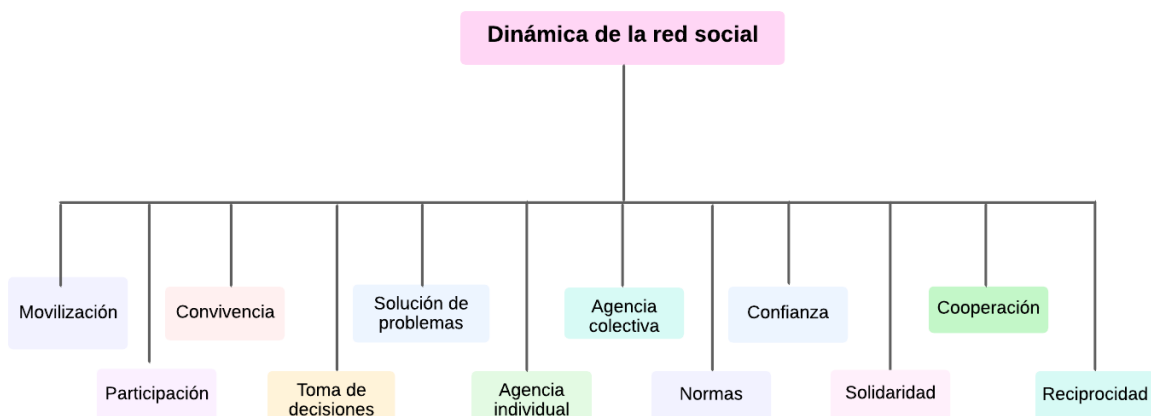 Dinámica de la red social
Movilización
Convivencia
Solución de
problemas
Agencia
colectiva
Confianza
Cooperación
Participación
Toma de
decisiones
Agencia
individual
Normas
Solidaridad
Reciprocidad